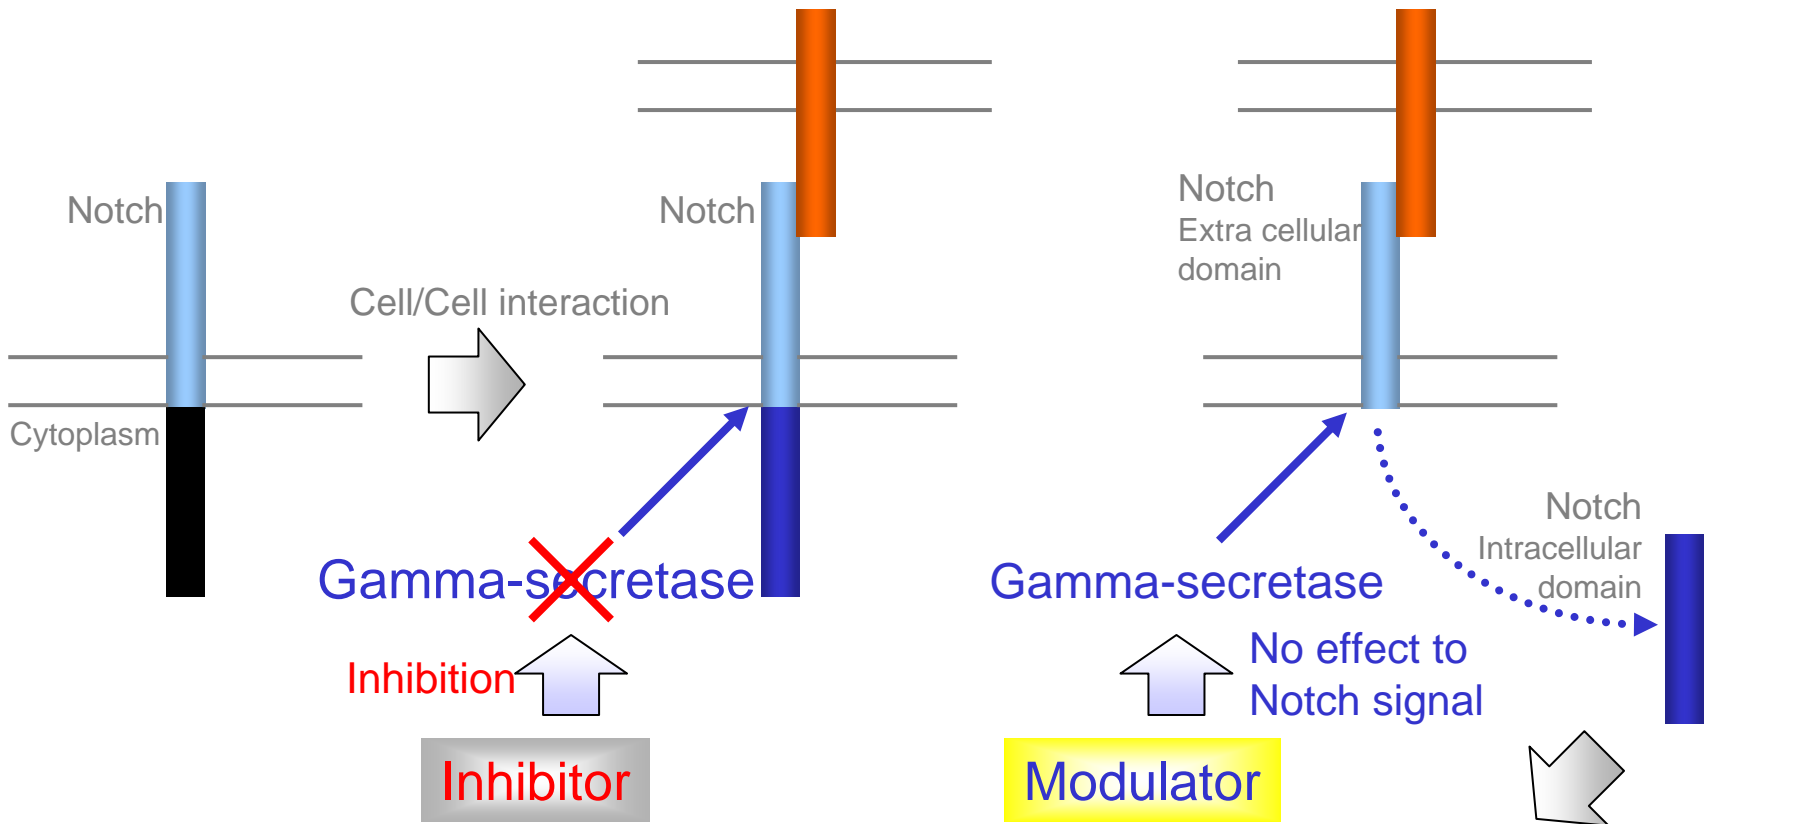 Notch
Cytoplasm
Cell/Cell interaction
Notch
Gamma-secretase
Inhibition
Inhibitor
Notch
Extra cellular
domain
Gamma-secretase
No effect to
Notch signal
Modulator
Notch
Intracellular
domain